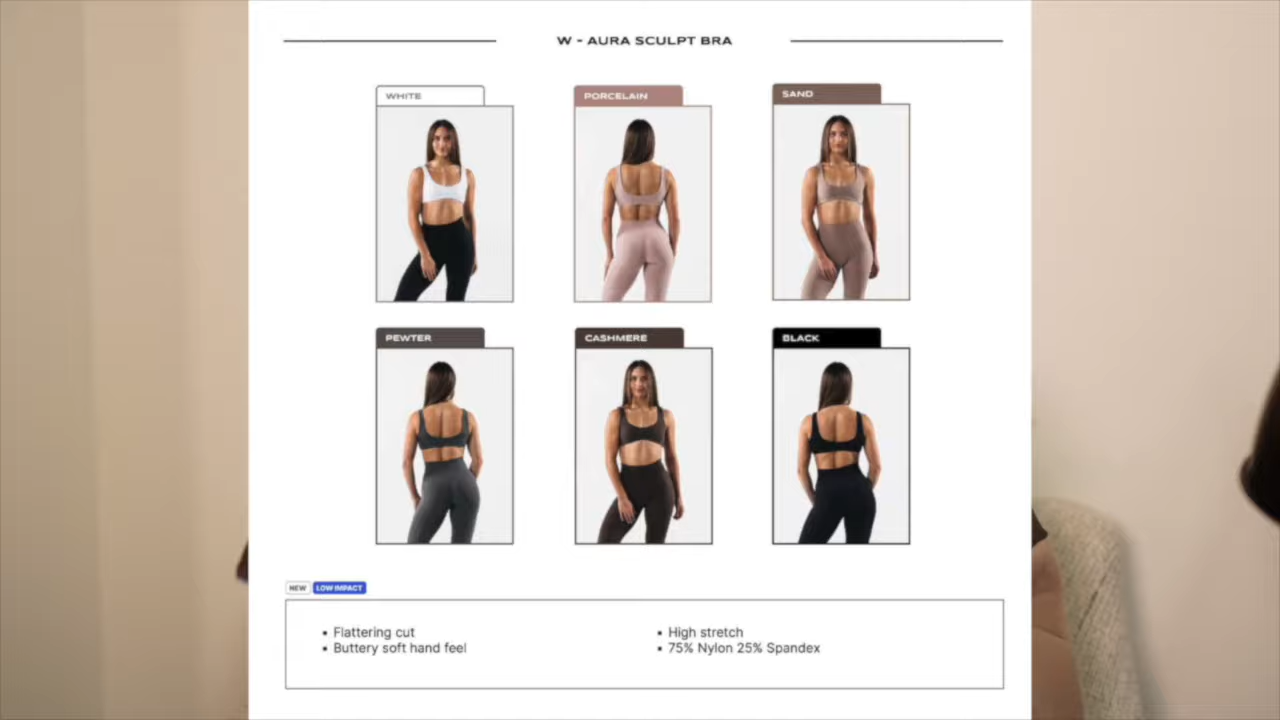 W - AURA SCULPT BRA
WHITE
PORCELAIN
SAND
PEWTER
CASHMERE
BLACK
NEW LOW IMPACT
▪ Flattering cut
▪ Buttery soft hand feel
▪ High stretch
▪ 75% Nylon 25% Spandex